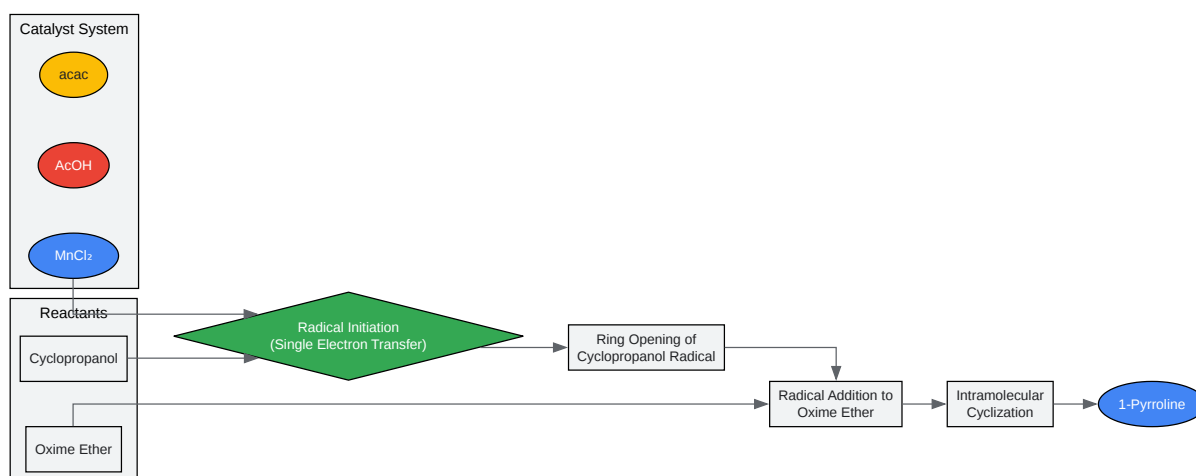 Catalyst System
acac
AcOH
MnCl₂
Reactants
Cyclopropanol
Oxime Ether
Radical Initiation
(Single Electron Transfer)
Ring Opening of
Cyclopropanol Radical
Radical Addition to
Oxime Ether
Intramolecular
Cyclization
1-Pyrroline